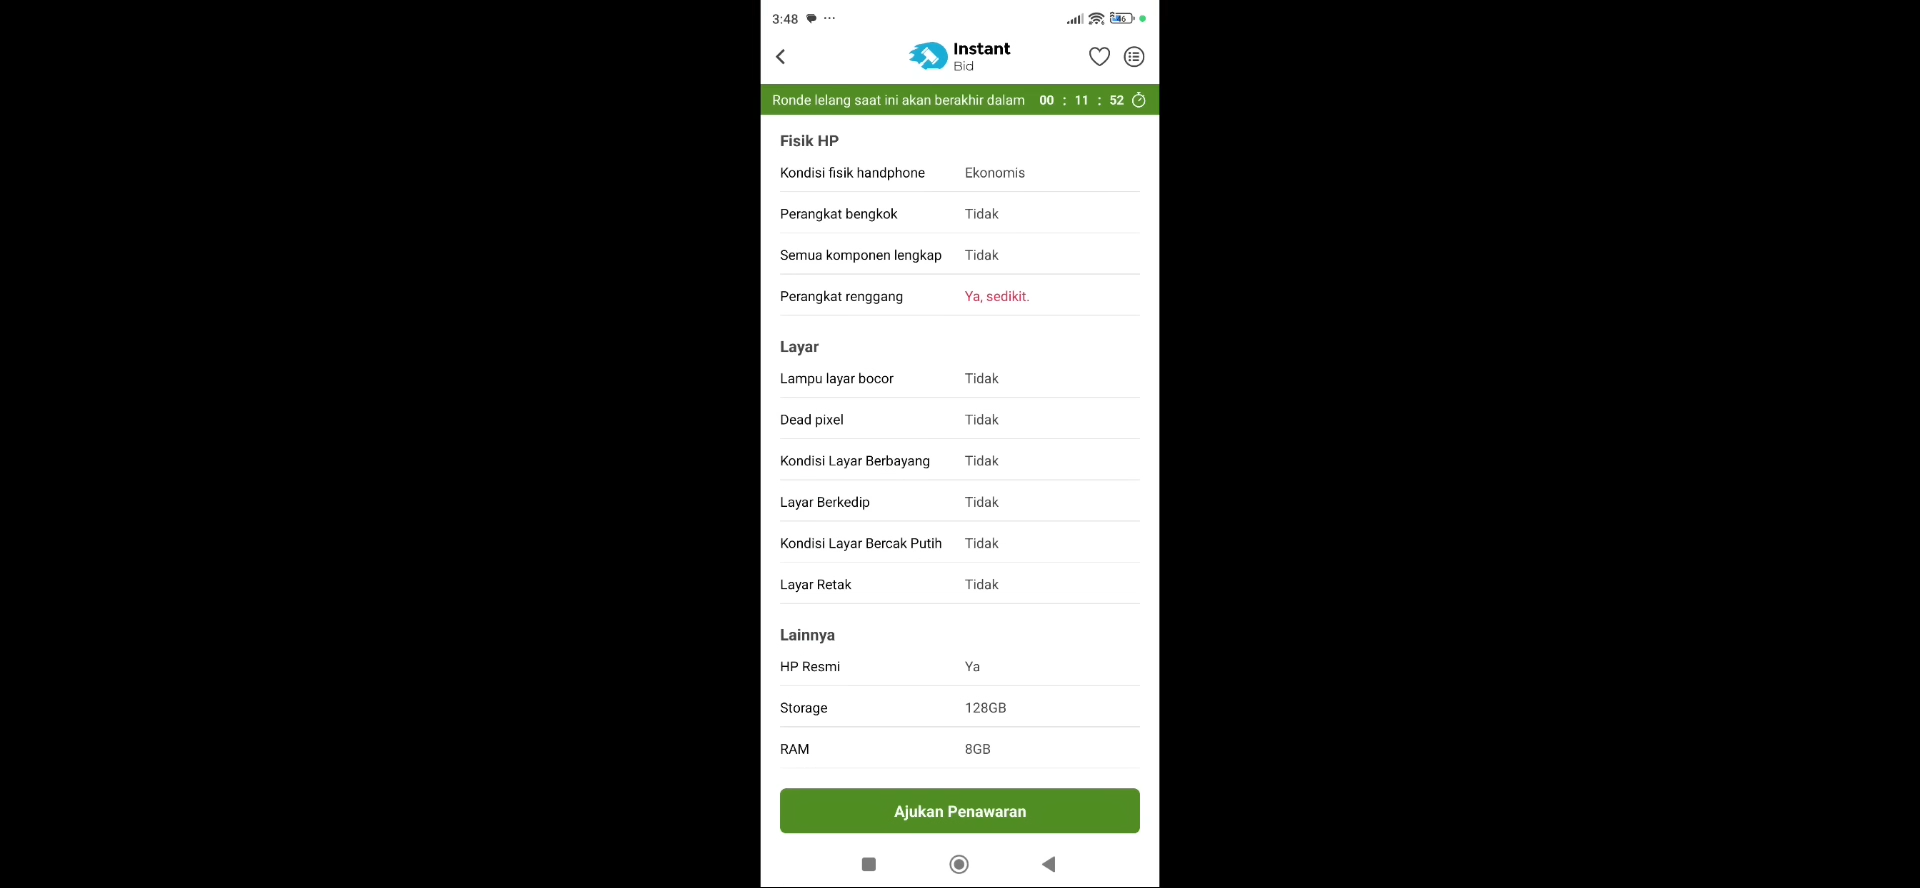 3:48
Instant
Bid
Ronde lelang saat ini akan berakhir dalam 00 : 11 : 52
Fisik HP
Kondisi fisik handphone Ekonomis
Perangkat bengkok Tidak
Semua komponen lengkap Tidak
Perangkat renggang Ya, sedikit.
Layar
Lampu layar bocor Tidak
Dead pixel Tidak
Kondisi Layar Berbayang Tidak
Layar Berkedip Tidak
Kondisi Layar Bercak Putih Tidak
Layar Retak Tidak
Lainnya
HP Resmi Ya
Storage 128GB
RAM 8GB
Ajukan Penawaran